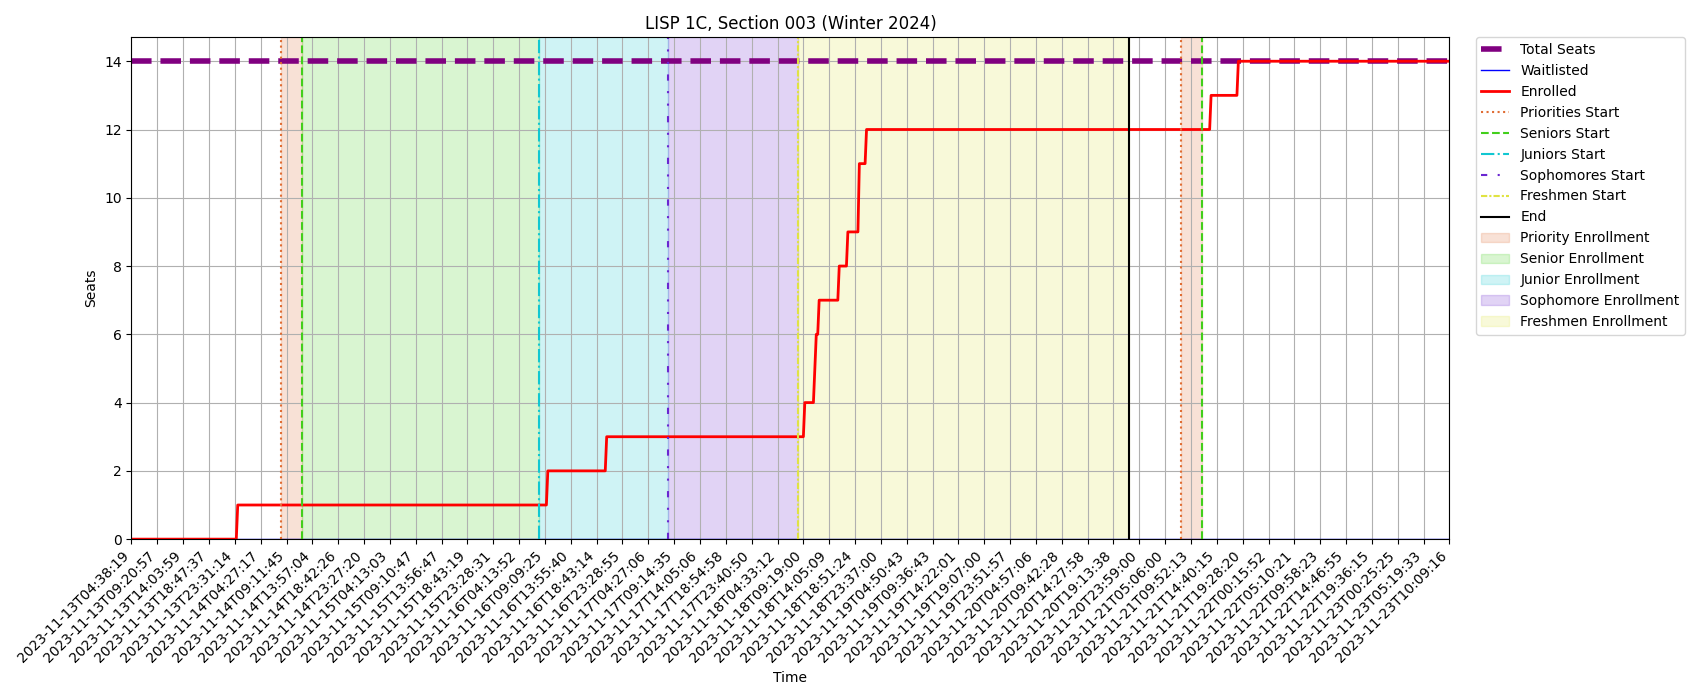 LISP 1C, Section 003 (Winter 2024)
Seats
14
12
10
8
6
4
2
0
2023-11-13T04:38:19
2023-11-13T09:20:57
2023-11-13T14:03:59
2023-11-13T18:47:37
2023-11-13T23:31:14
2023-11-14T04:27:17
2023-11-14T09:11:45
2023-11-14T13:57:04
2023-11-14T18:42:26
2023-11-14T23:27:20
2023-11-15T04:13:03
2023-11-15T09:10:47
2023-11-15T13:56:47
2023-11-15T18:43:19
2023-11-15T23:28:31
2023-11-16T04:13:52
2023-11-16T09:09:25
2023-11-16T13:55:40
2023-11-16T18:43:14
2023-11-16T23:28:55
2023-11-17T04:27:06
2023-11-17T09:14:35
2023-11-17T14:05:06
2023-11-17T18:54:58
2023-11-17T23:40:50
2023-11-18T04:33:12
2023-11-18T09:19:00
2023-11-18T14:05:09
2023-11-18T18:51:24
2023-11-18T23:37:00
2023-11-19T04:50:43
2023-11-19T09:36:43
2023-11-19T14:22:01
2023-11-19T19:07:00
2023-11-19T23:51:57
2023-11-20T04:57:06
2023-11-20T09:42:28
2023-11-20T14:27:58
2023-11-20T19:13:38
2023-11-20T23:59:00
2023-11-21T05:06:00
2023-11-21T09:52:13
2023-11-21T14:40:15
2023-11-21T19:28:20
2023-11-22T00:15:52
2023-11-22T05:10:21
2023-11-22T09:58:23
2023-11-22T14:46:55
2023-11-22T19:36:15
2023-11-23T00:25:25
2023-11-23T05:19:33
2023-11-23T10:09:16
Time
Total Seats
Waitlisted
Enrolled
Priorities Start
Seniors Start
Juniors Start
Sophomores Start
Freshmen Start
End
Priority Enrollment
Senior Enrollment
Junior Enrollment
Sophomore Enrollment
Freshmen Enrollment